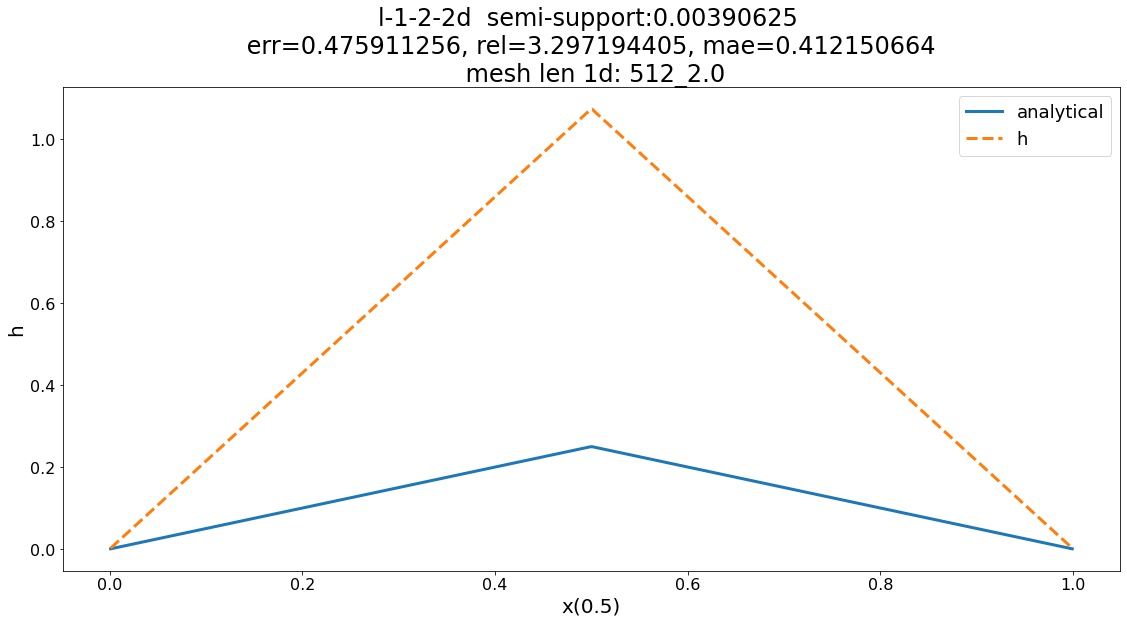 l-1-2-2d  semi-support:0.00390625
err=0.475911256, rel=3.297194405, mae=0.412150664
mesh len 1d: 512_2.0
analytical
h
1.0
0.8
0.6
0.4
0.2
0.0
h
0.0 0.2 0.4 0.6 0.8 1.0
x(0.5)